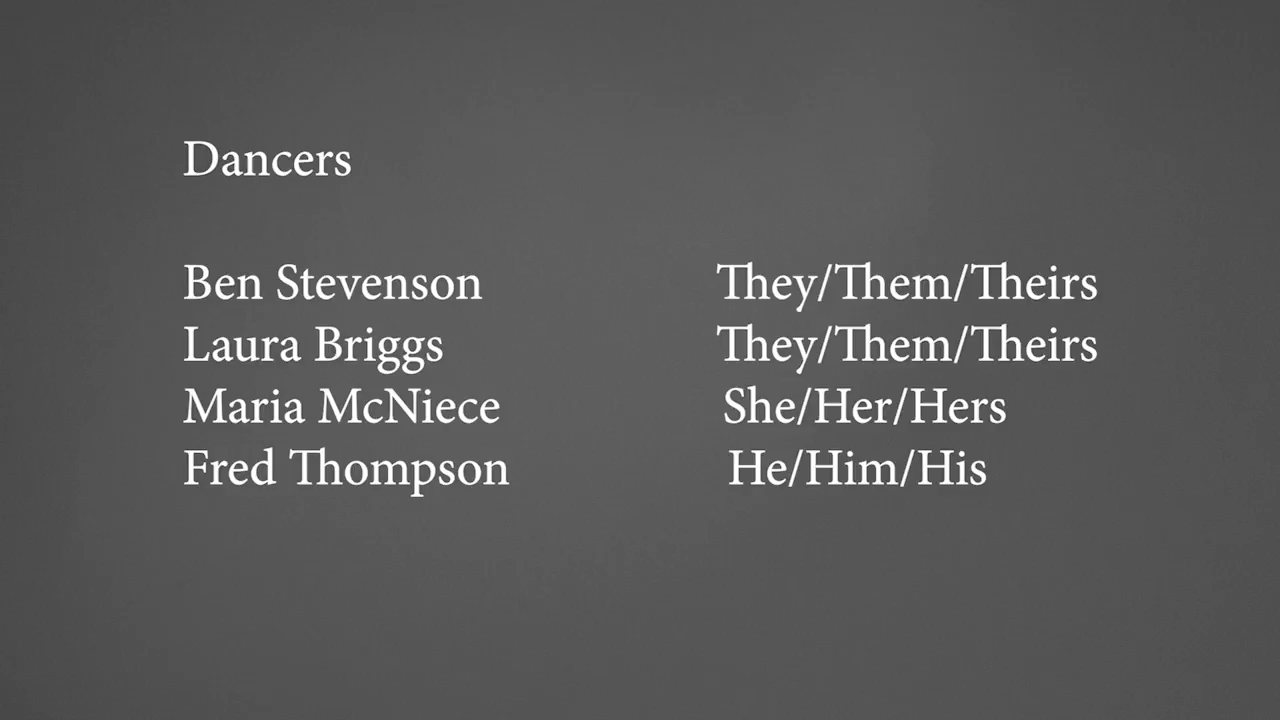 Dancers
Ben Stevenson They/Them/Theirs
Laura Briggs They/Them/Theirs
Maria McNiece She/Her/Hers
Fred Thompson He/Him/His